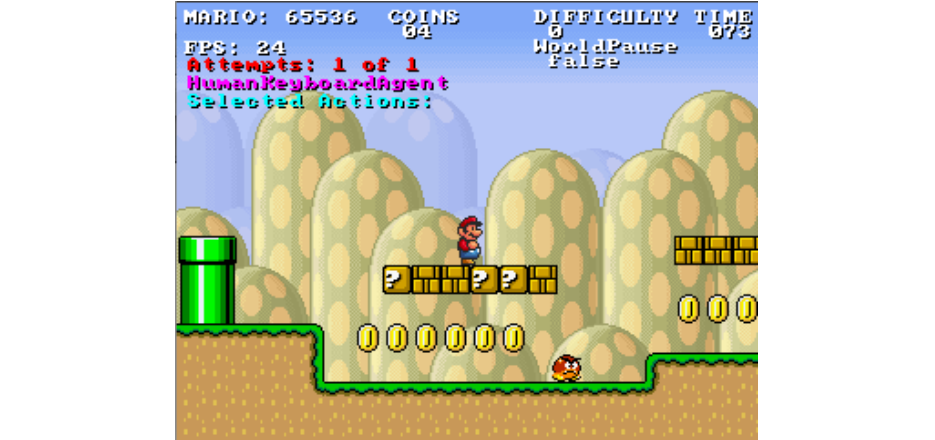 MARIO: 65536 COINS DIFFICULTY TIME
04 0 073
FPS: 24 WorldPause
Attempts: 1 of 1 false
HumanKeyboardAgent
Selected Actions:
? ? ?